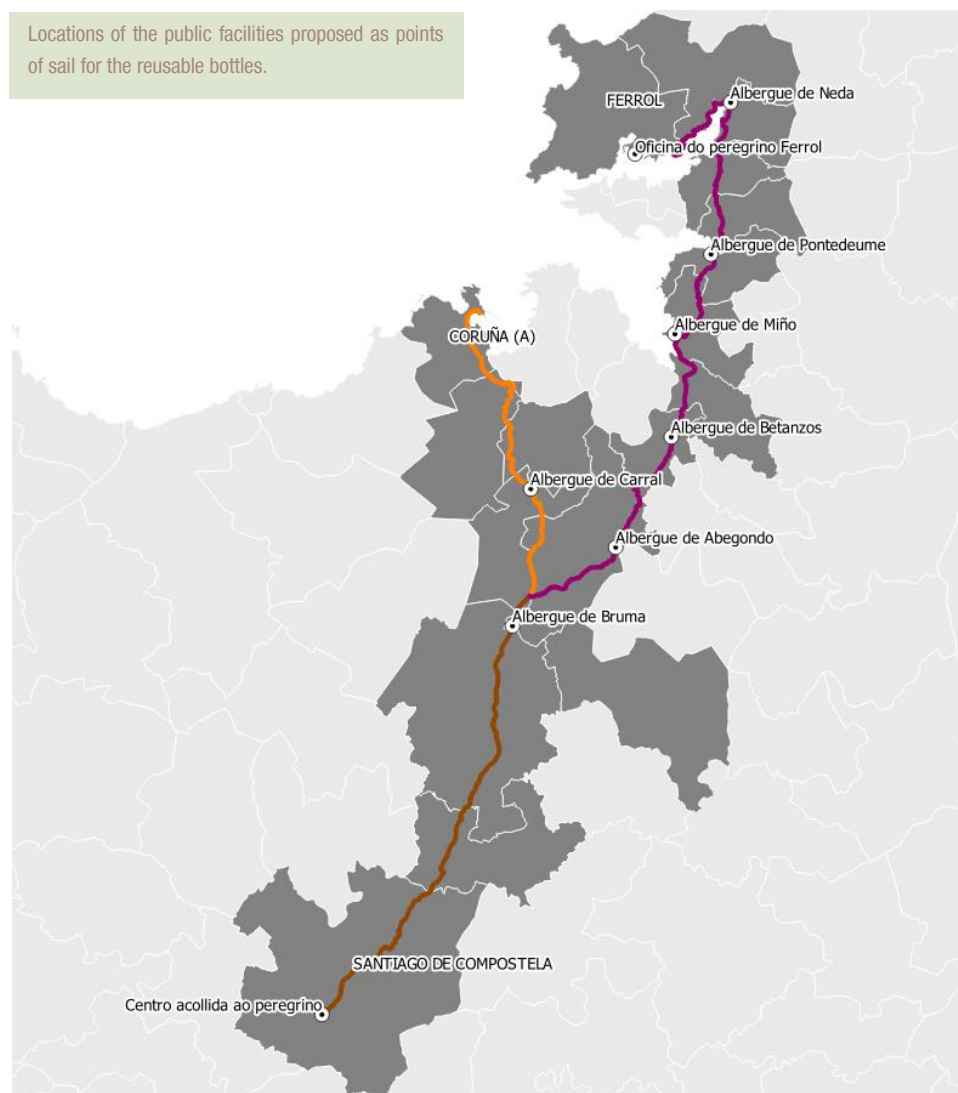 Locations of the public facilities proposed as points
of sail for the reusable bottles.
Albergue de Neda
FERROL
Oficina do peregrino Ferrol
Albergue de Pontedeume
Albergue de Miño
CORUÑA (A)
Albergue de Betanzos
Albergue de Carral
Albergue de Abegondo
Albergue de Bruma
SANTIAGO DE COMPOSTELA
Centro acollida ao peregrino